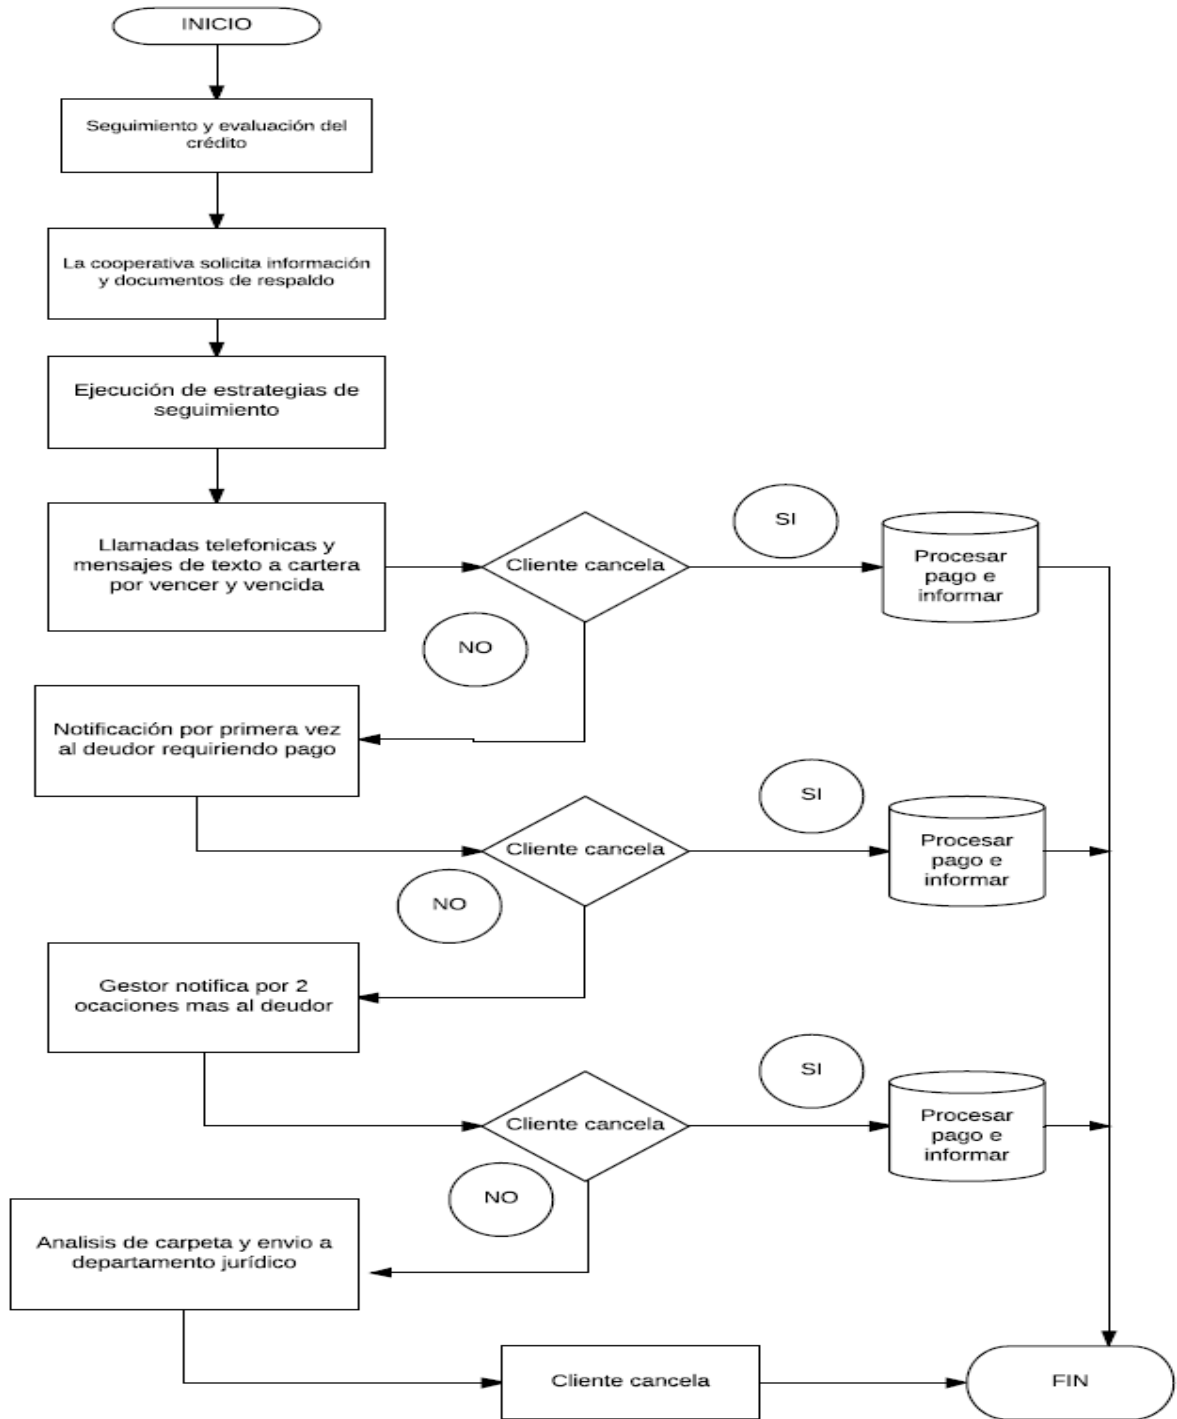 INICIO
Seguimiento y evaluación del
crédito
La cooperativa solicita información
y documentos de respaldo
Ejecución de estrategias de
seguimiento
Llamadas telefonicas y
mensajes de texto a cartera
por vencer y vencida
Cliente cancela
SI
Procesar
pago e
informar
NO
Notificación por primera vez
al deudor requiriendo pago
Cliente cancela
SI
Procesar
pago e
informar
NO
Gestor notifica por 2
ocaciones mas al deudor
Cliente cancela
SI
Procesar
pago e
informar
NO
Analisis de carpeta y envio a
departamento jurídico
Cliente cancela
FIN